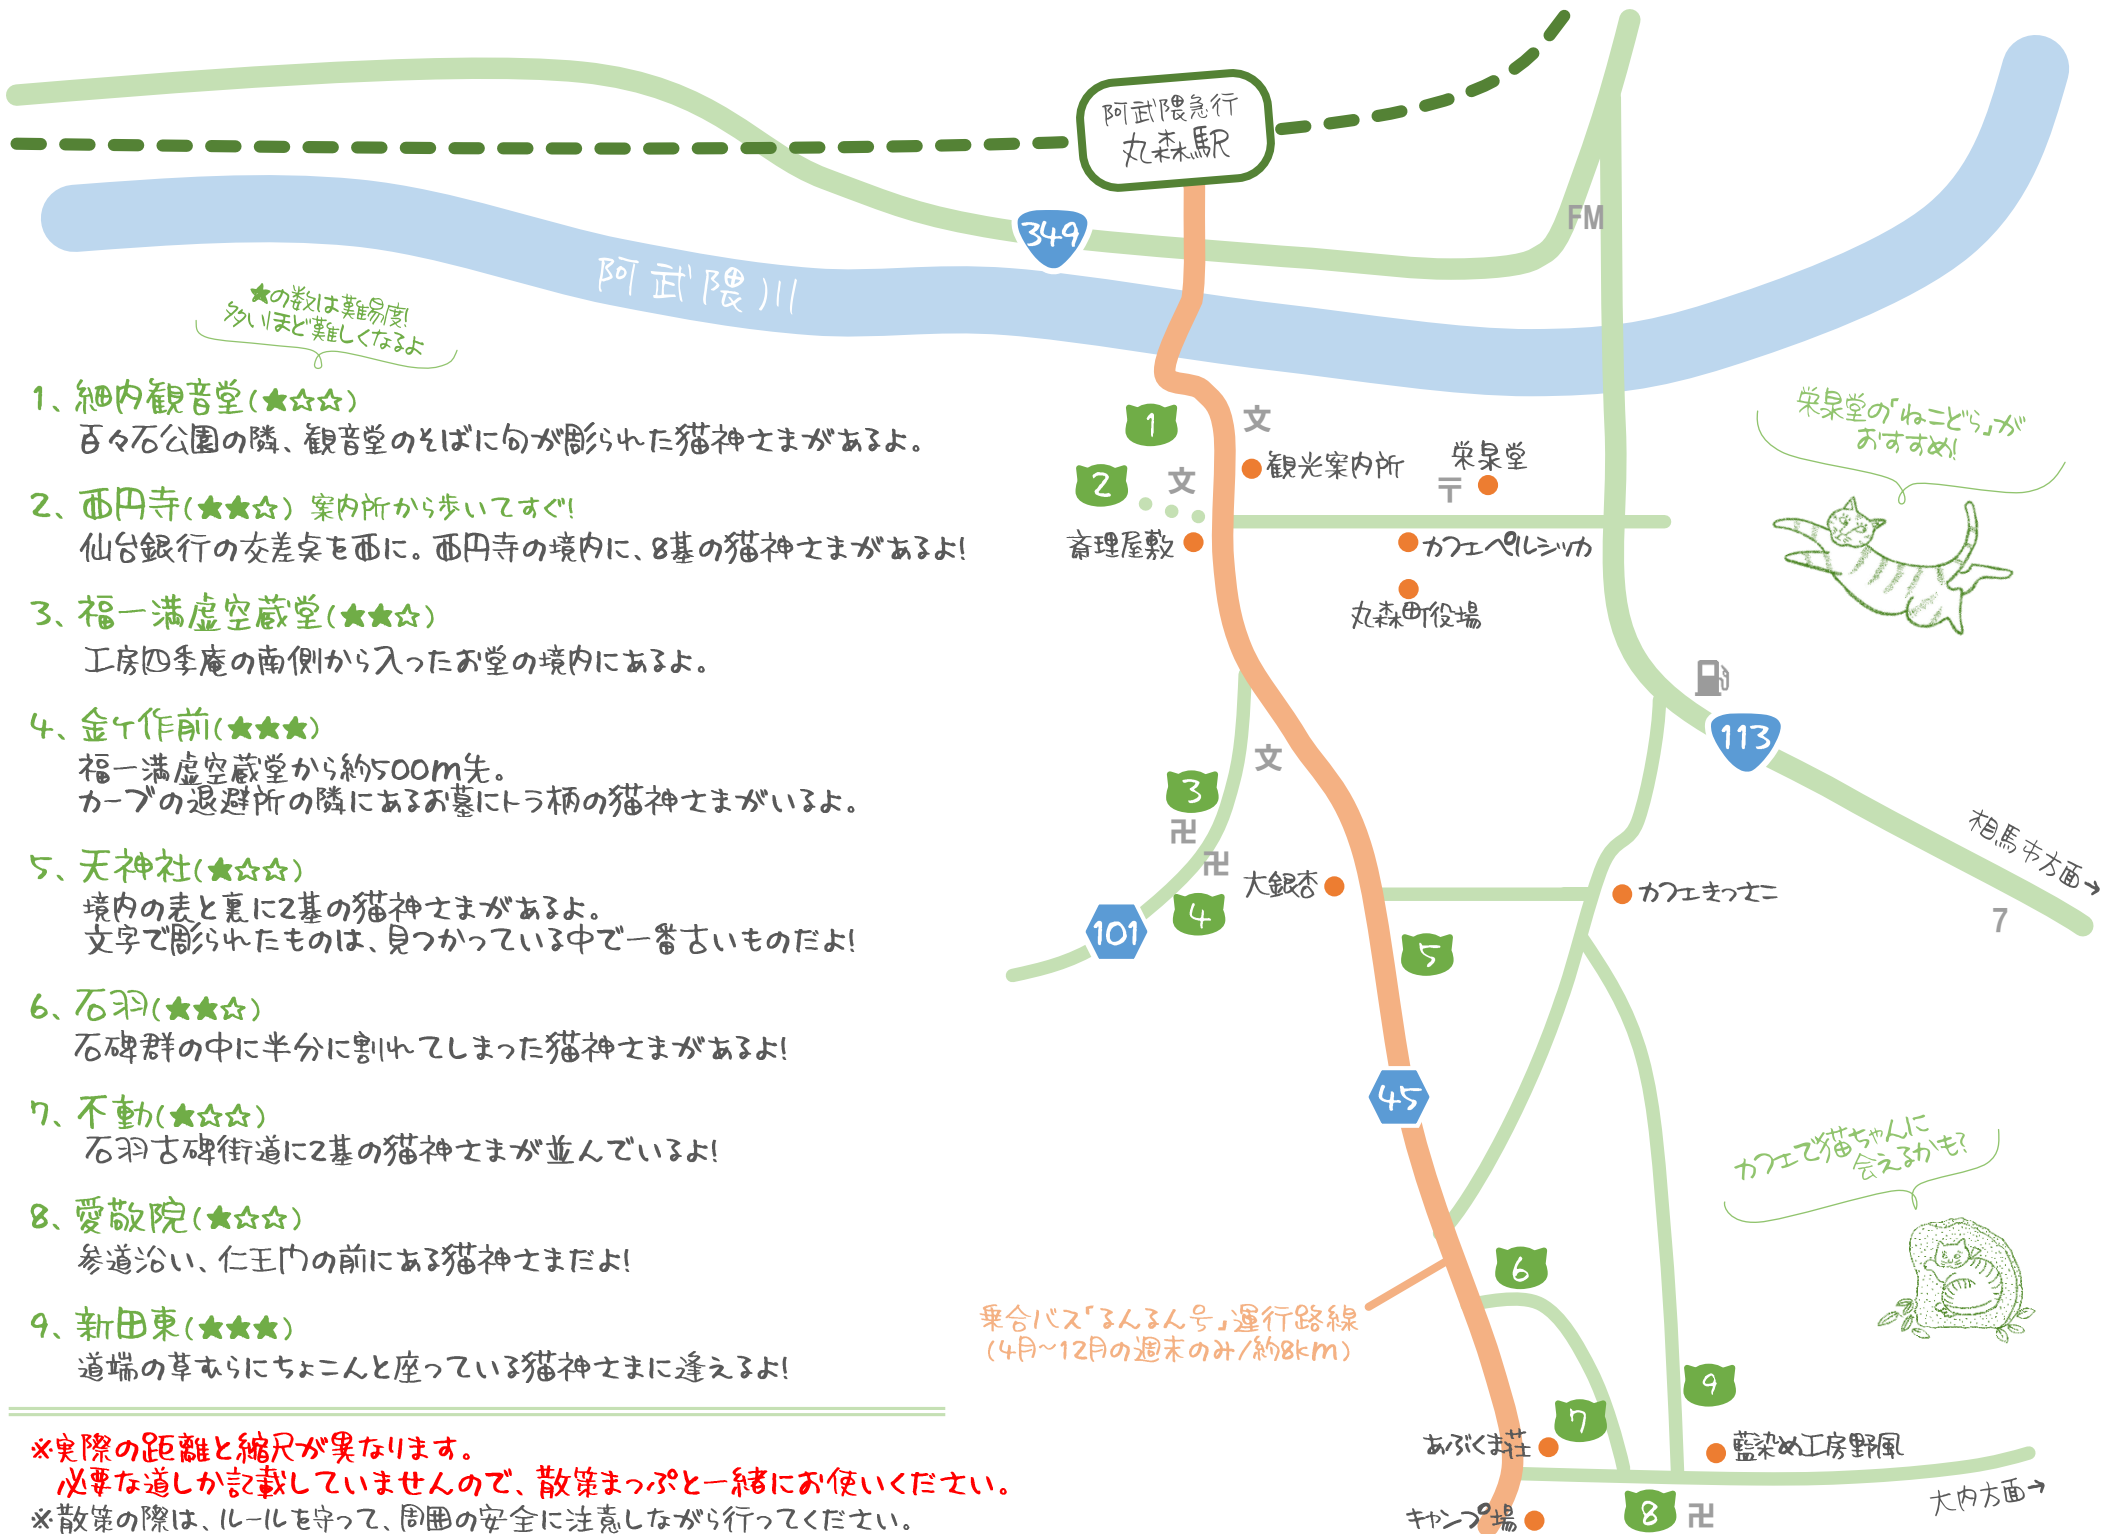 阿武隈急行
丸森駅
349
FM
阿武隈川
★の数は難易度!
多いほど難しくなるよ
1、細内観音堂(★☆☆)
百々石公園の隣、観音堂のそばに句が彫られた猫神さまがあるよ。
2、西円寺(★★☆) 案内所から歩いてすぐ!
仙台銀行の交差点を西に。西円寺の境内に、8基の猫神さまがあるよ!
3、福一満虚空蔵堂(★★☆)
工房四季庵の南側から入ったお堂の境内にあるよ。
4、金ケ作前(★★★)
福一満虚空蔵堂から約500m先。
カーブの退避所の隣にあるお墓にトラ柄の猫神さまがいるよ。
5、天神社(★☆☆)
境内の表と裏に2基の猫神さまがあるよ。
文字で彫られたものは、見つかっている中で一番古いものだよ!
6、石羽(★★☆)
石碑群の中に半分に割れてしまった猫神さまがあるよ!
7、不動(★☆☆)
石羽古碑街道に2基の猫神さまが並んでいるよ!
8、愛敬院(★☆☆)
参道沿い、仁王門の前にある猫神さまだよ!
9、新田東(★★★)
道端の草むらにちょこんと座っている猫神さまに逢えるよ!
※実際の距離と縮尺が異なります。
必要な道しか記載していませんので、散策まっぷと一緒にお使いください。
※散策の際は、ルールを守って、周囲の安全に注意しながら行ってください。
1
文
観光案内所
栄泉堂
〒
2
文
斎理屋敷
カフェペルシッカ
丸森町役場
栄泉堂の「ねこどら」が
おすすめ!
文
3
卍
卍
4
101
大銀杏
カフェきっさこ
5
113
相馬市方面→
7
45
カフェで猫ちゃんに
会えるかも?
6
乗合バス「るんるん号」運行路線
(4月~12月の週末のみ/約8km)
9
7
あぶくま荘
藍染め工房野風
大内方面→
8
卍
キャンプ場